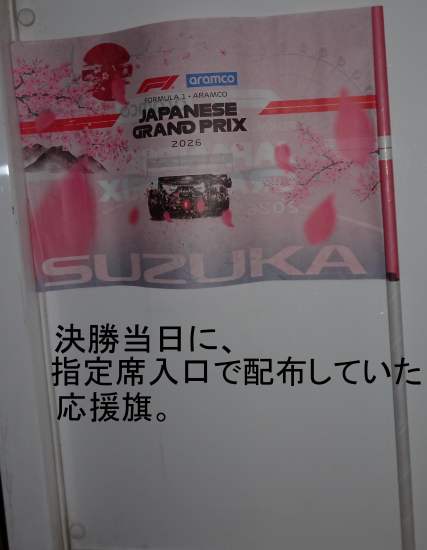 F1 aramco
FORMULA 1 - ARAMCO
JAPANESE
GRAND PRIX
2026
SUZUKA
決勝当日に、
指定席入口で配布していた
応援旗。